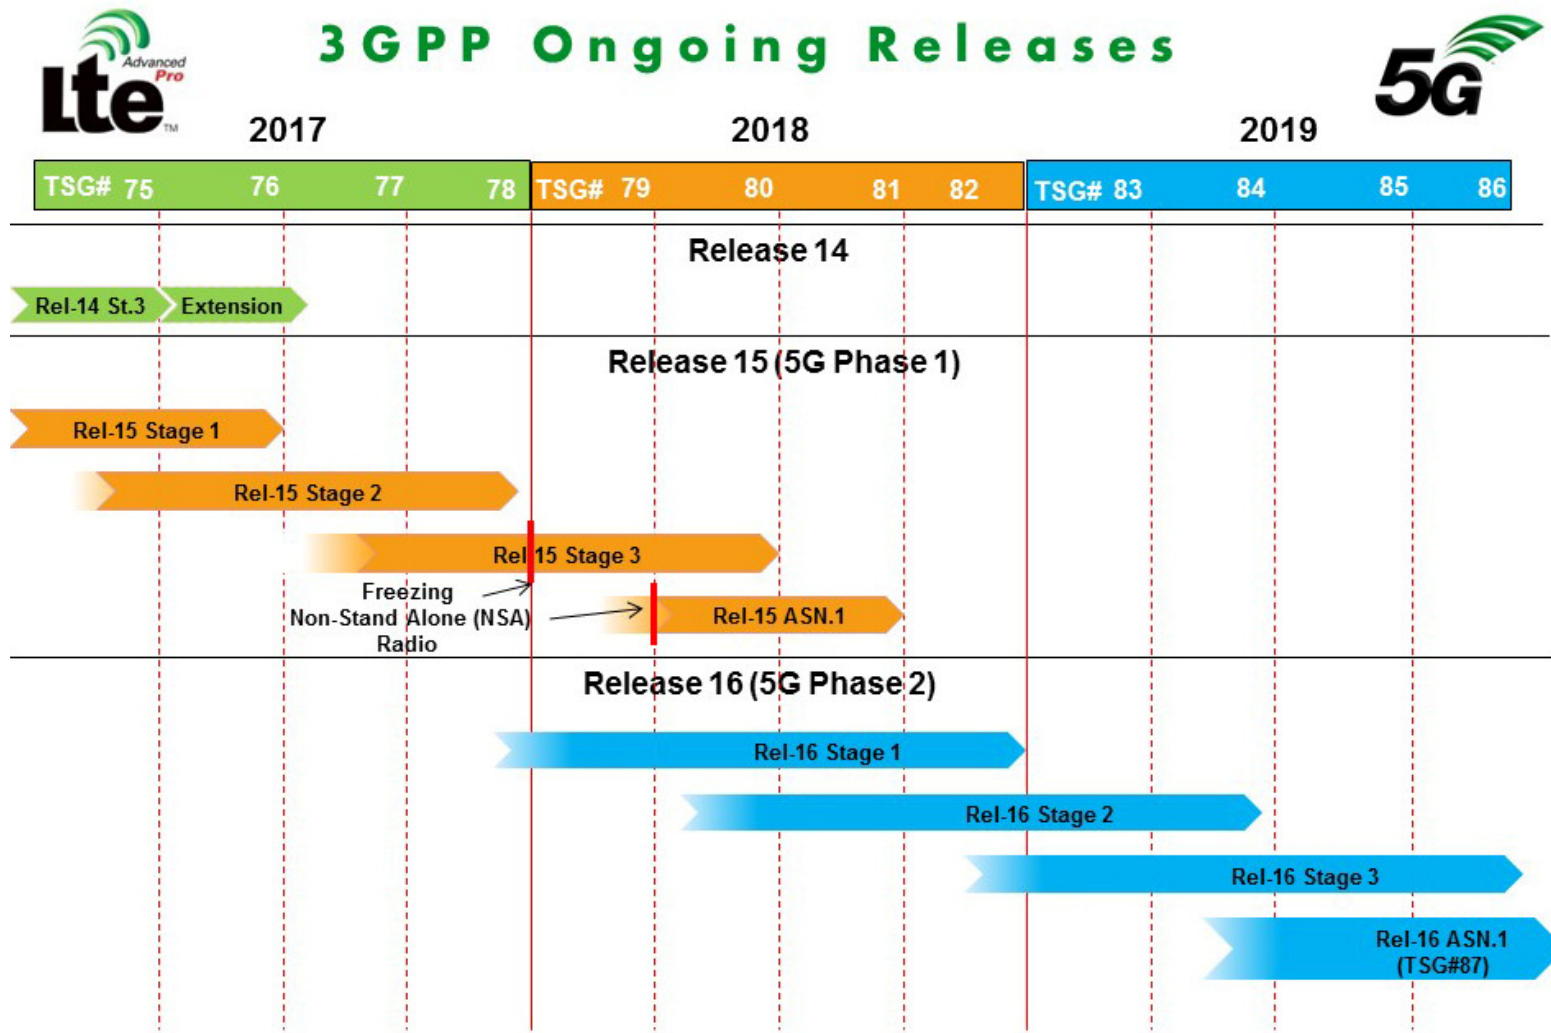 3GPP Ongoing Releases
LTE Advanced Pro TM
5G
2017 2018 2019
TSG# 75 76 77 78 TSG# 79 80 81 82 TSG# 83 84 85 86
Release 14
Rel-14 St.3 Extension
Release 15 (5G Phase 1)
Rel-15 Stage 1
Rel-15 Stage 2
Rel-15 Stage 3
Freezing
Non-Stand Alone (NSA)
Radio
Rel-15 ASN.1
Release 16 (5G Phase 2)
Rel-16 Stage 1
Rel-16 Stage 2
Rel-16 Stage 3
Rel-16 ASN.1
(TSG#87)